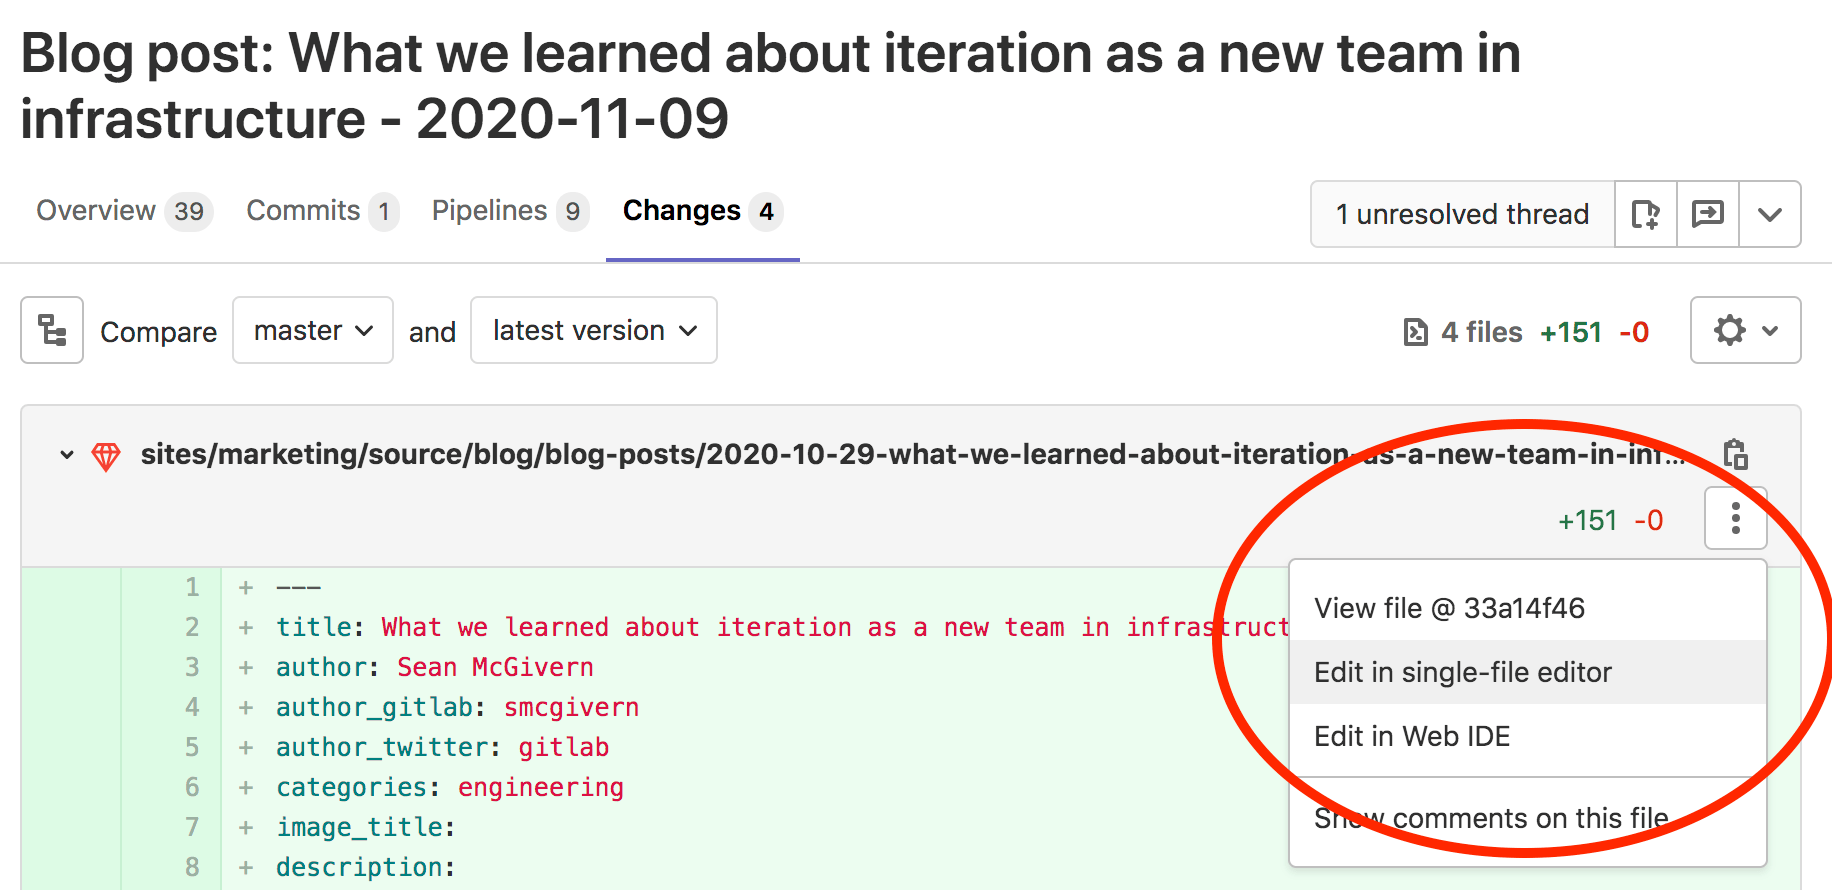 Blog post: What we learned about iteration as a new team in
infrastructure - 2020-11-09
Overview 39 Commits 1 Pipelines 9 Changes 4 1 unresolved thread
Compare master and latest version 4 files +151 -0
sites/marketing/source/blog/blog-posts/2020-10-29-what-we-learned-about-iteration-as-a-new-team-in-inf...
+151 -0
1 + ---
View file @ 33a14f46
2 + title: What we learned about iteration as a new team in infrastruct
3 + author: Sean McGivern
Edit in single-file editor
4 + author_gitlab: smcgivern
5 + author_twitter: gitlab
Edit in Web IDE
6 + categories: engineering
7 + image_title:
Show comments on this file
8 + description: